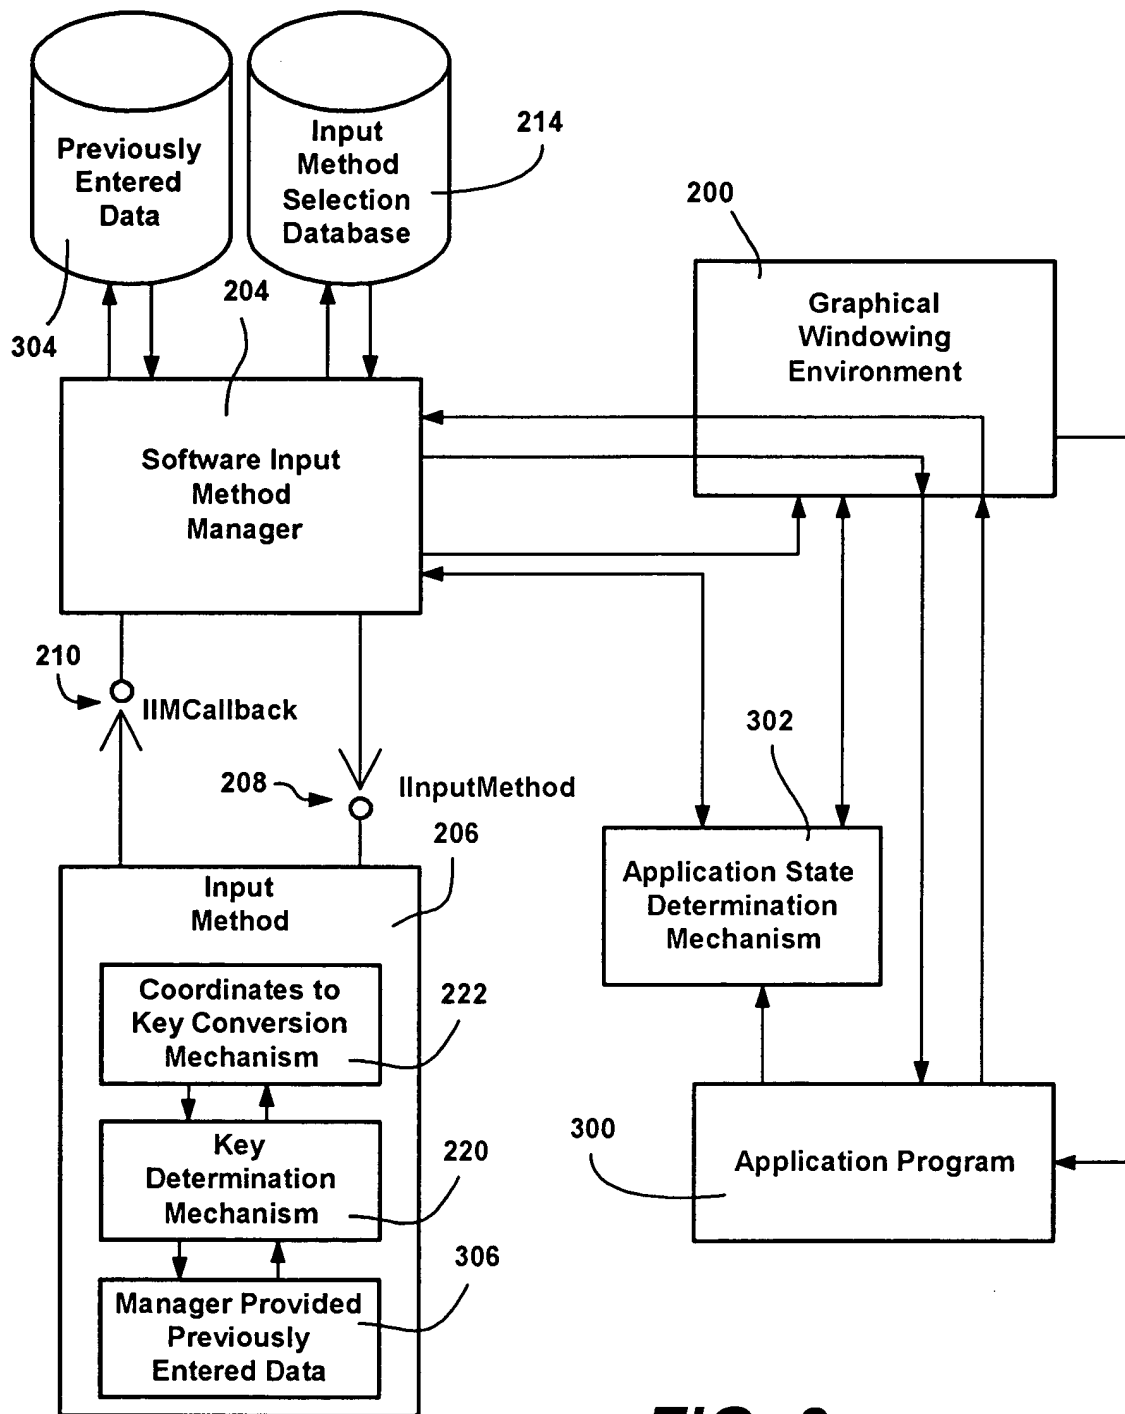 Previously
Entered
Data
304
Input
Method
Selection
Database
214
204
Software Input
Method
Manager
200
Graphical
Windowing
Environment
210
IIMCallback
208
IInputMethod
206
Input
Method
Coordinates to
Key Conversion
Mechanism
222
Key
Determination
Mechanism
220
Manager Provided
Previously
Entered Data
306
302
Application State
Determination
Mechanism
300
Application Program
FIG.